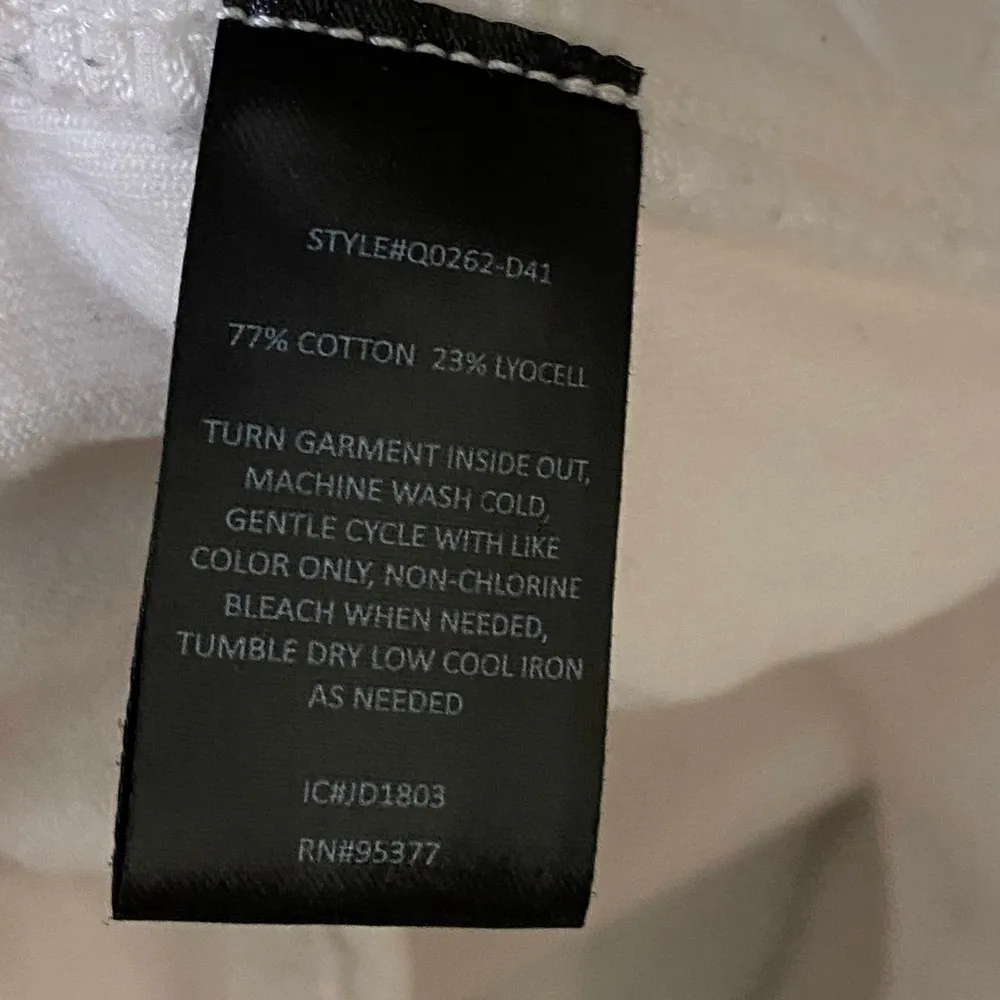 STYLE#Q0262-D41
77% COTTON 23% LYOCELL
TURN GARMENT INSIDE OUT,
MACHINE WASH COLD,
GENTLE CYCLE WITH LIKE
COLOR ONLY, NON-CHLORINE
BLEACH WHEN NEEDED,
TUMBLE DRY LOW COOL IRON
AS NEEDED
IC#JD1803
RN#95377